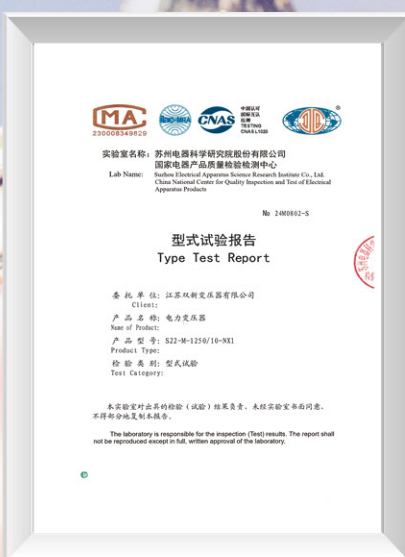 MA
230008349829
ilac-MRA
CNAS
中国认可
国际互认
检测
TESTING
CNAS L1025
实验室名称: 苏州电器科学研究院股份有限公司
国家电器产品质量检验检测中心
Lab Name: Suzhou Electrical Apparatus Science Research Institute Co., Ltd.
China National Center for Quality Inspection and Test of Electrical
Apparatus Products
No 24M0802-S
型式试验报告
Type Test Report
委托单位: 江苏双新变压器有限公司
Client:
产品名称: 电力变压器
Name of Product:
产品型号: S22-M-1250/10-NX1
Product Type:
检验类别: 型式试验
Test Category:
本实验室对出具的检验(试验)结果负责。未经实验室书面同意,
不得部分地复制本报告。
The laboratory is responsible for the inspection (Test) results. The report shall
not be reproduced except in full, written approval of the laboratory.